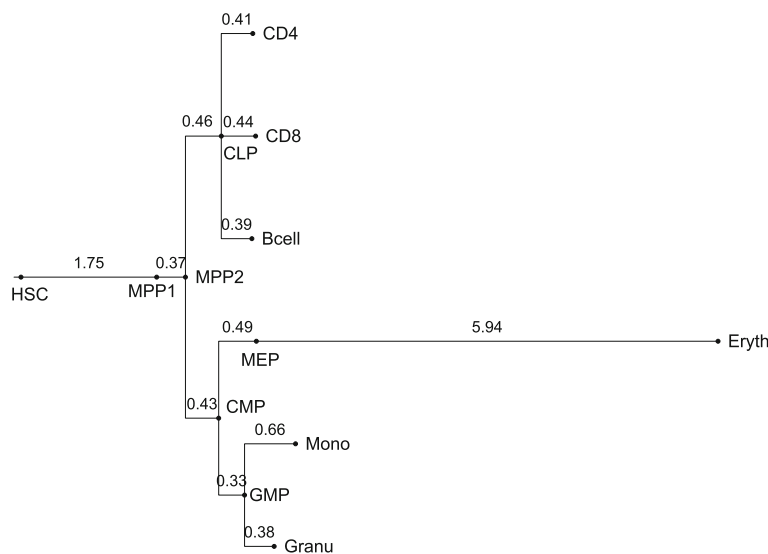 0.41
CD4
0.46
0.44
CD8
CLP
0.39
Bcell
1.75
0.37
HSC
MPP1
MPP2
0.49
5.94
MEP
Eryth
0.43
CMP
0.66
Mono
0.33
GMP
0.38
Granu